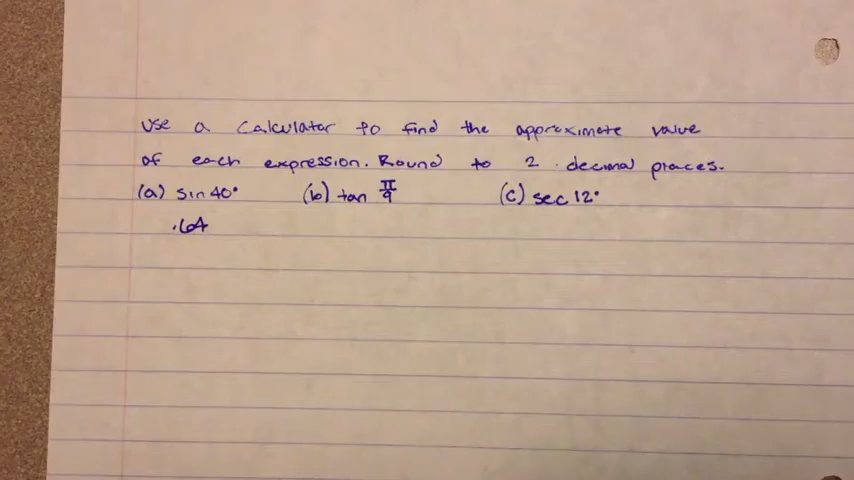 Use a calculator to find the approximate value
of each expression. Round to 2 decimal places.
(a) sin 40° (b) tan π/9 (c) sec 12°
.64